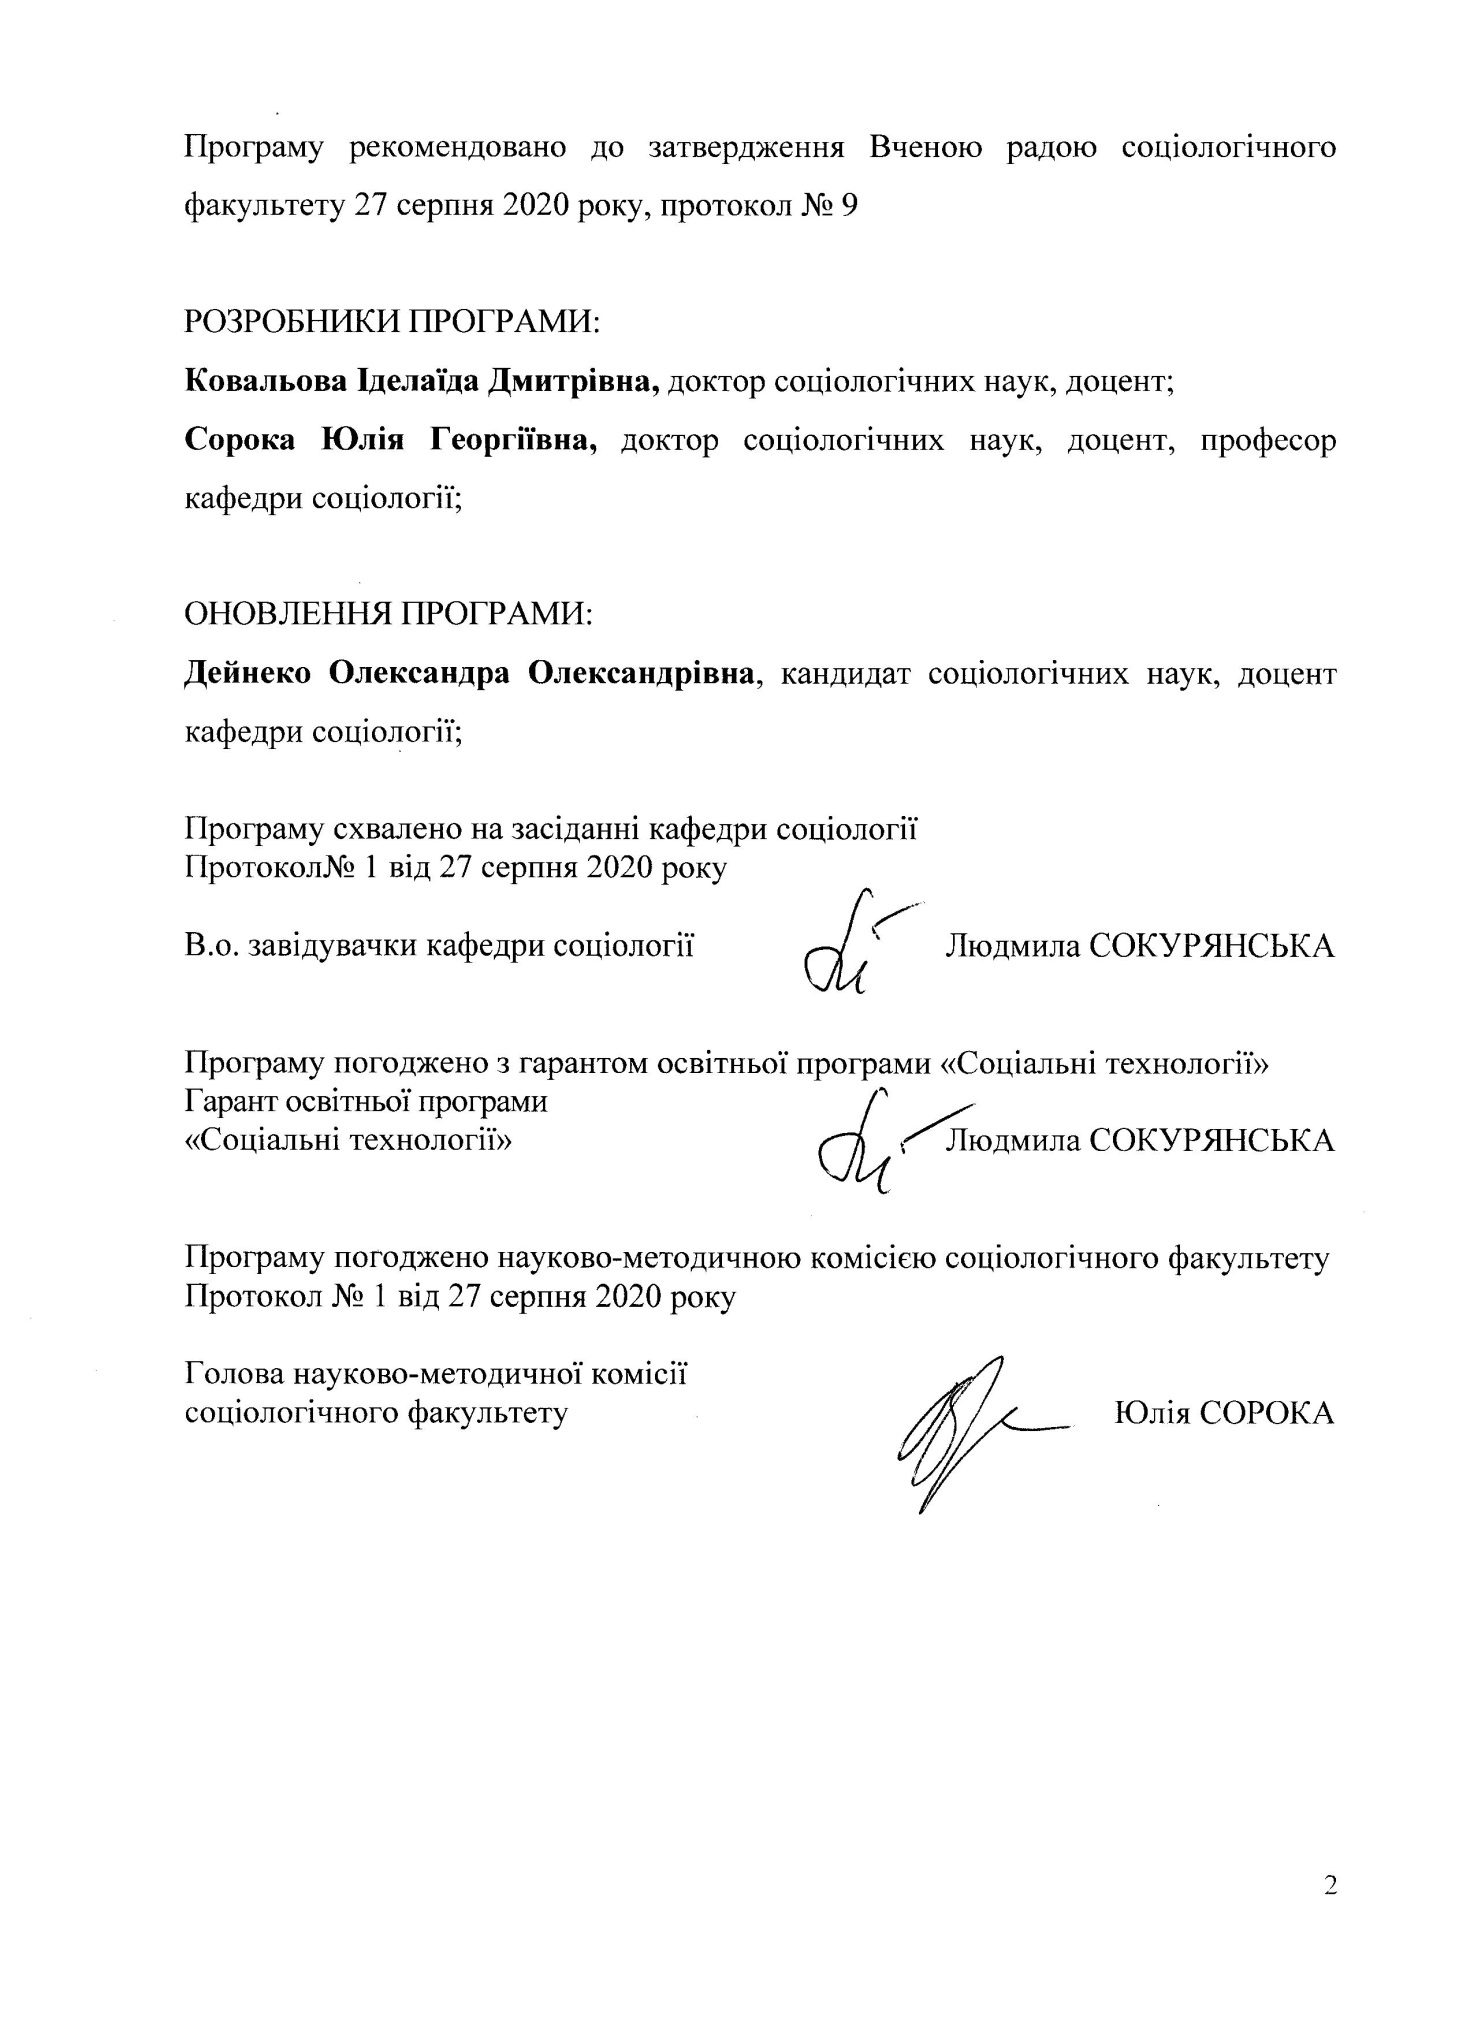 Програму рекомендовано до затвердження Вченою радою соціологічного
факультету 27 серпня 2020 року, протокол № 9
РОЗРОБНИКИ ПРОГРАМИ:
Ковальова Іделаїда Дмитрівна, доктор соціологічних наук, доцент;
Сорока Юлія Георгіївна, доктор соціологічних наук, доцент, професор
кафедри соціології;
ОНОВЛЕННЯ ПРОГРАМИ:
Дейнеко Олександра Олександрівна, кандидат соціологічних наук, доцент
кафедри соціології;
Програму схвалено на засіданні кафедри соціології
Протокол№ 1 від 27 серпня 2020 року
В.о. завідувачки кафедри соціології Людмила СОКУРЯНСЬКА
Програму погоджено з гарантом освітньої програми «Соціальні технології»
Гарант освітньої програми
«Соціальні технології» Людмила СОКУРЯНСЬКА
Програму погоджено науково-методичною комісією соціологічного факультету
Протокол № 1 від 27 серпня 2020 року
Голова науково-методичної комісії
соціологічного факультету Юлія СОРОКА
2